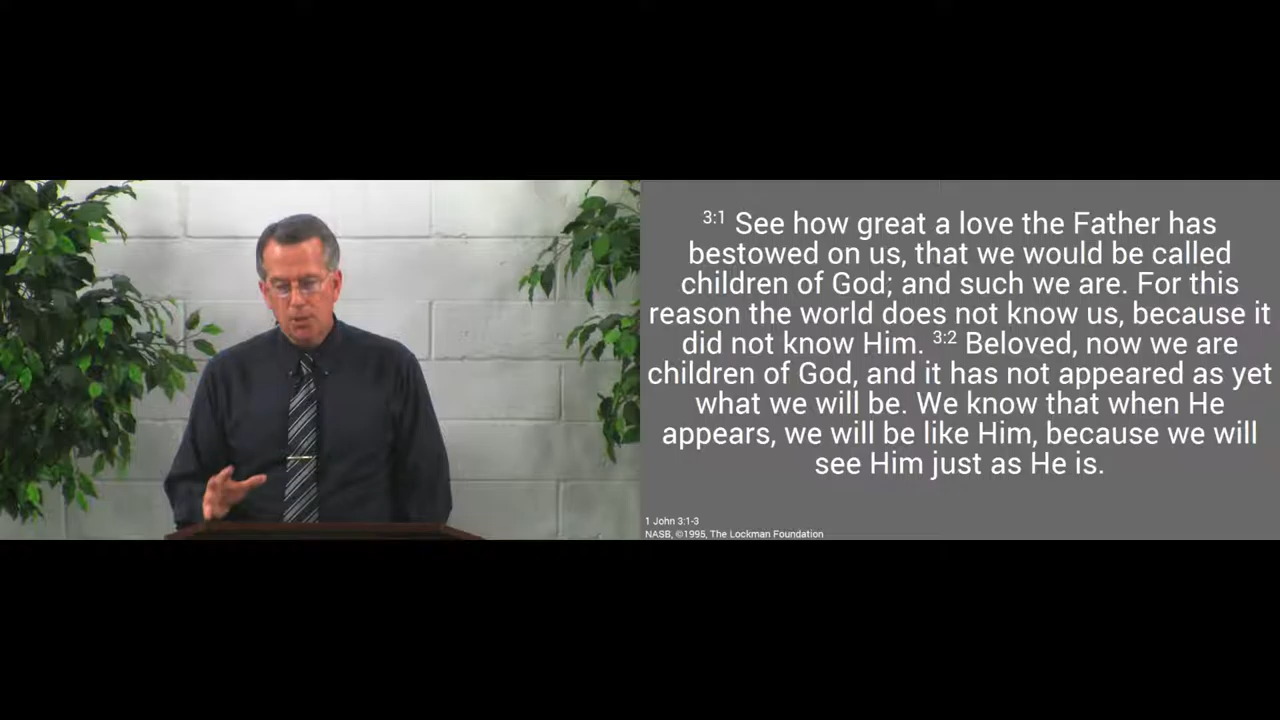 3:1 See how great a love the Father has
bestowed on us, that we would be called
children of God; and such we are. For this
reason the world does not know us, because it
did not know Him. 3:2 Beloved, now we are
children of God, and it has not appeared as yet
what we will be. We know that when He
appears, we will be like Him, because we will
see Him just as He is.
1 John 3:1-3
NASB, ©1995, The Lockman Foundation